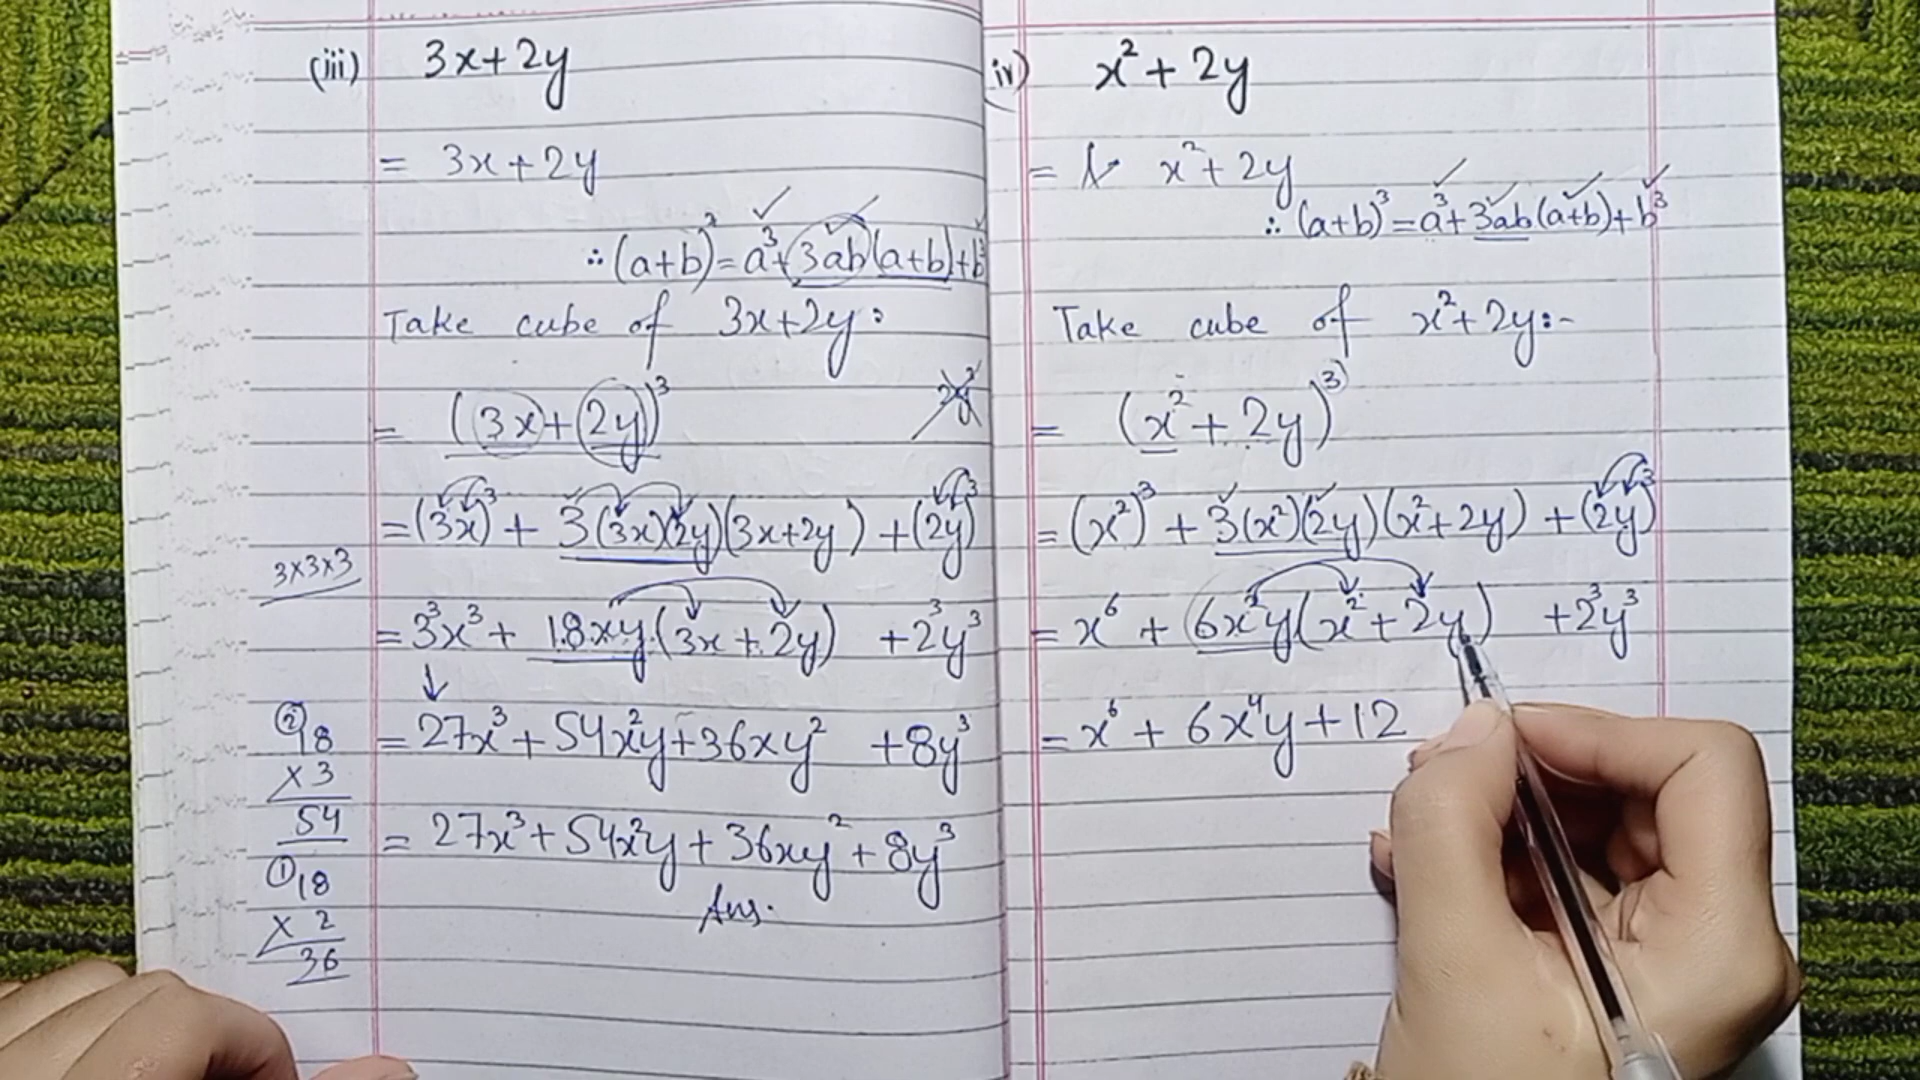 (iii) 3x+2y
= 3x+2y
∴(a+b)³=a³+3ab(a+b)+b³
Take cube of 3x+2y:
2y³
= (3x+2y)³
=(3x)³ + 3(3x)(2y)(3x+2y) +(2y)³
3×3×3
=3³x³+ 18xy(3x+2y) +2³y³
=27x³+54x²y+36xy² +8y³
= 27x³+54x²y+36xy²+8y³
Ans.
② 18
× 3
54
① 18
× 2
36
iv) x²+2y
= x²+2y
∴(a+b)³=a³+3ab(a+b)+b³
Take cube of x²+2y:-
= (x²+2y)³
=(x²)³ + 3(x²)(2y)(x²+2y) +(2y)³
= x⁶ + 6x²y(x²+2y) +2³y³
= x⁶ + 6x⁴y+12